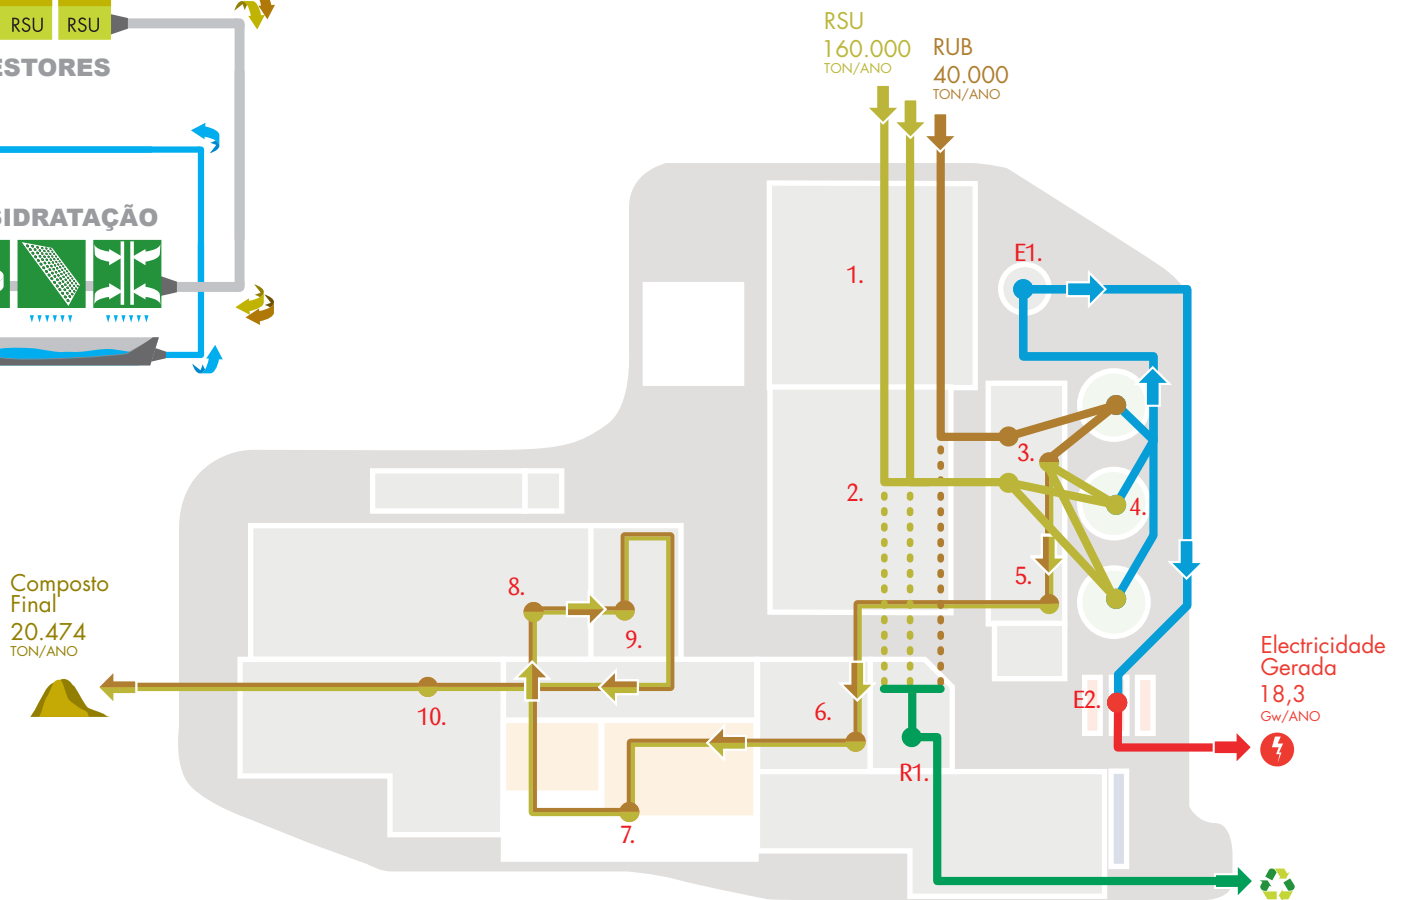 RSU RSU
ESTORES
SIDRATAÇÃO
RSU
160.000
TON/ANO
RUB
40.000
TON/ANO
E1.
1.
2.
3.
4.
5.
8.
9.
Composto
Final
20.474
TON/ANO
10.
6.
7.
R1.
E2.
Electricidade
Gerada
18,3
Gw/ANO